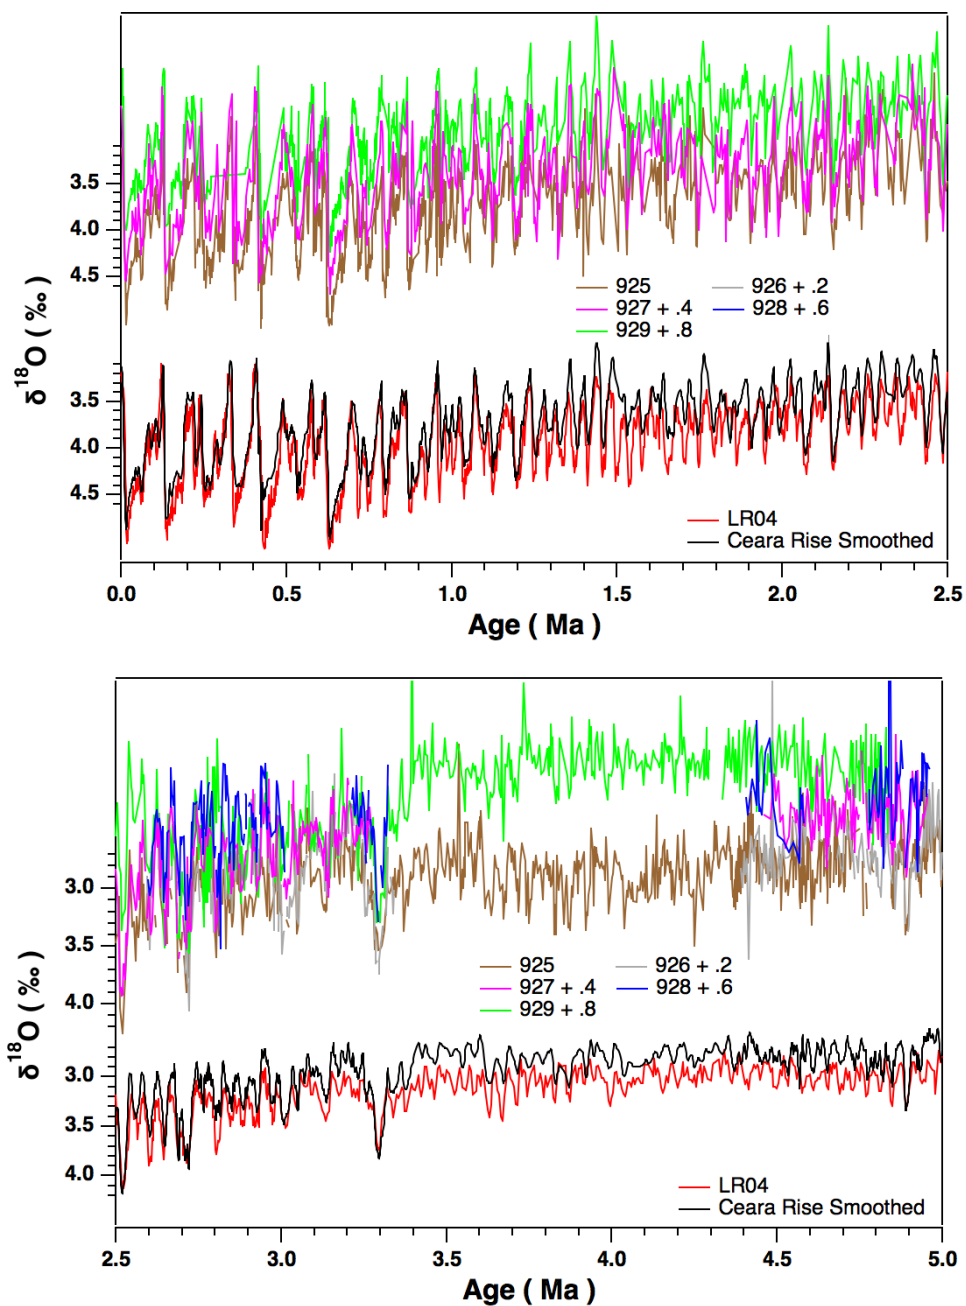 3.5
4.0
4.5
δ18O ( ‰ )
925
926 + .2
927 + .4
928 + .6
929 + .8
3.5
4.0
4.5
LR04
Ceara Rise Smoothed
0.0 0.5 1.0 1.5 2.0 2.5
Age ( Ma )
3.0
3.5
4.0
δ18O ( ‰ )
925
926 + .2
927 + .4
928 + .6
929 + .8
3.0
3.5
4.0
LR04
Ceara Rise Smoothed
2.5 3.0 3.5 4.0 4.5 5.0
Age ( Ma )